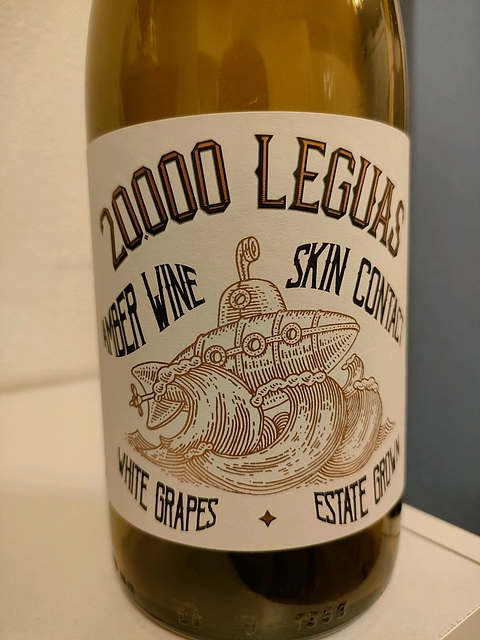 20.000 LEGUAS
AMBER WINE
SKIN CONTACT
WHITE GRAPES
ESTATE GROWN